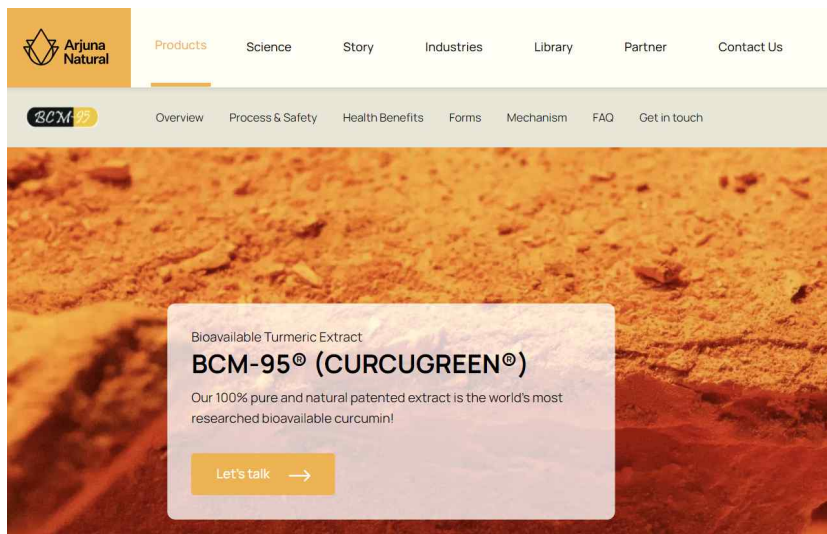 Arjuna
Natural
Products
Science
Story
Industries
Library
Partner
Contact Us
BCM-95
Overview
Process & Safety
Health Benefits
Forms
Mechanism
FAQ
Get in touch
Bioavailable Turmeric Extract
BCM-95® (CURCUGREEN®)
Our 100% pure and natural patented extract is the world's most
researched bioavailable curcumin!
Let's talk